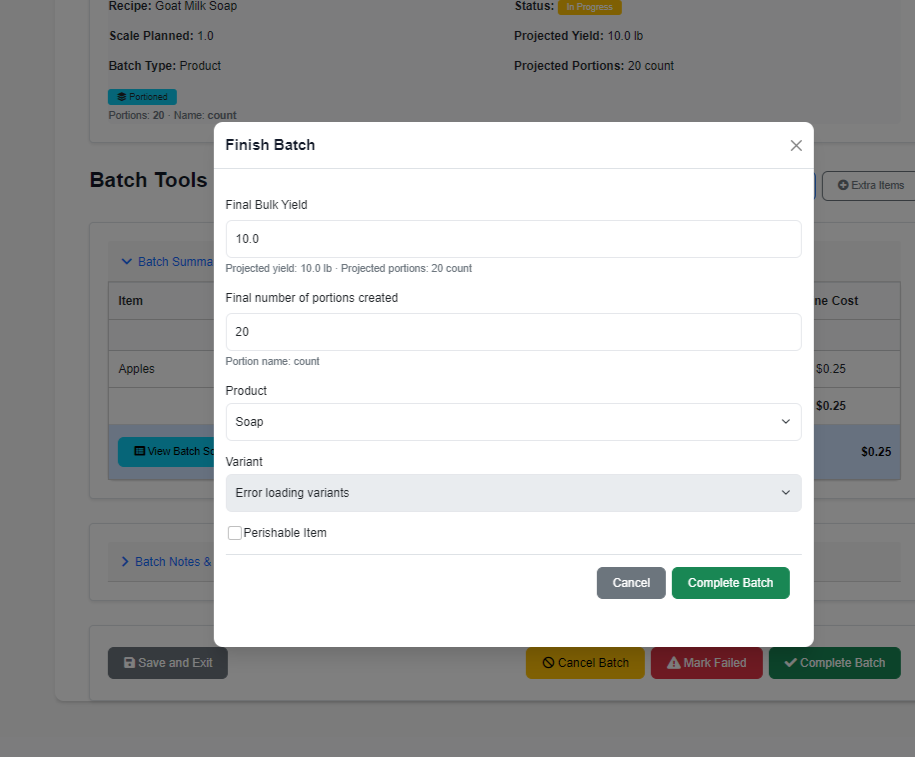 Recipe: Goat Milk Soap
Status: In Progress
Scale Planned: 1.0
Projected Yield: 10.0 lb
Batch Type: Product
Projected Portions: 20 count
Portioned
Portions: 20 · Name: count
Finish Batch
Batch Tools
Extra Items
Final Bulk Yield
10.0
Batch Summa
Projected yield: 10.0 lb · Projected portions: 20 count
Item
ne Cost
Final number of portions created
20
Portion name: count
Apples
$0.25
Product
$0.25
Soap
View Batch So
$0.25
Variant
Error loading variants
Perishable Item
Batch Notes &
Cancel
Complete Batch
Save and Exit
Cancel Batch
Mark Failed
Complete Batch